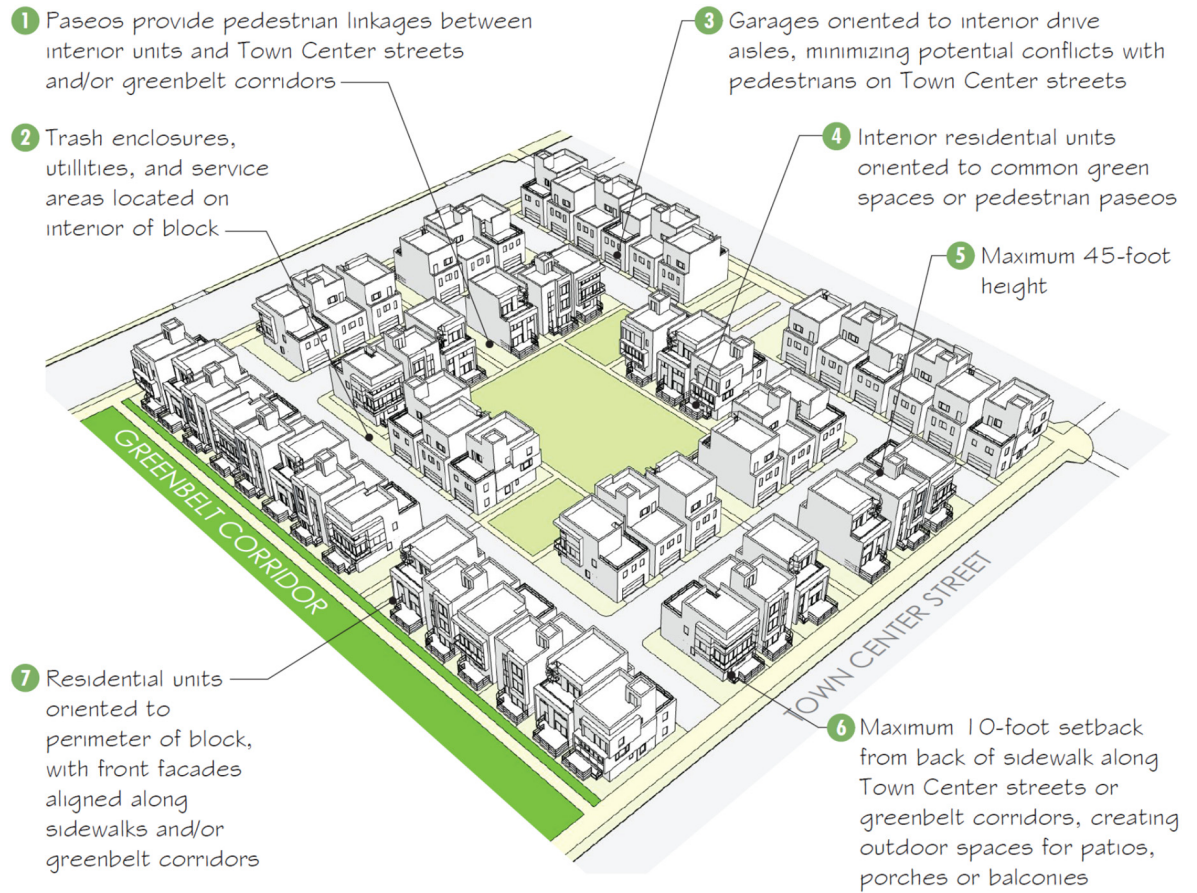 1 Paseos provide pedestrian linkages between
interior units and Town Center streets
and/or greenbelt corridors
2 Trash enclosures,
utillities, and service
areas located on
interior of block
3 Garages oriented to interior drive
aisles, minimizing potential conflicts with
pedestrians on Town Center streets
4 Interior residential units
oriented to common green
spaces or pedestrian paseos
5 Maximum 45-foot
height
GREENBELT CORRIDOR
TOWN CENTER STREET
7 Residential units
oriented to
perimeter of block,
with front facades
aligned along
sidewalks and/or
greenbelt corridors
6 Maximum 10-foot setback
from back of sidewalk along
Town Center streets or
greenbelt corridors, creating
outdoor spaces for patios,
porches or balconies